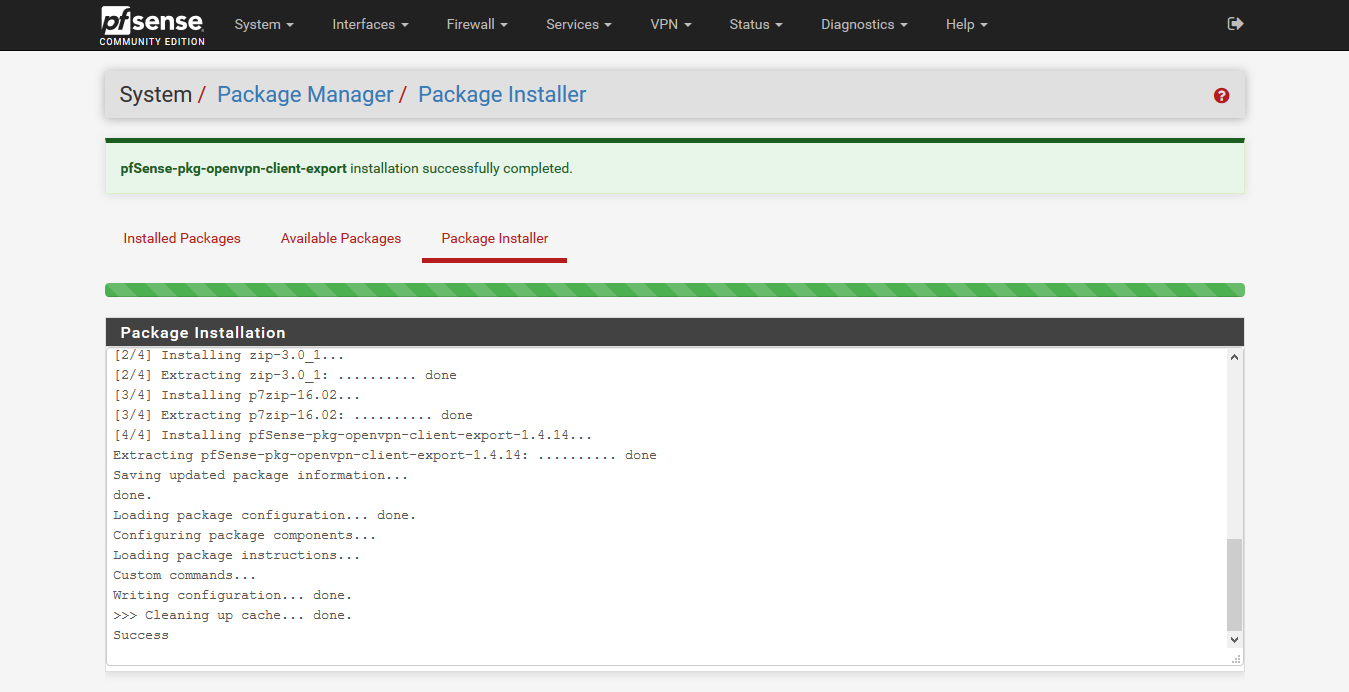 pfsense
COMMUNITY EDITION
System Interfaces Firewall Services VPN Status Diagnostics Help
System / Package Manager / Package Installer
pfSense-pkg-openvpn-client-export installation successfully completed.
Installed Packages Available Packages Package Installer
Package Installation
[2/4] Installing zip-3.0_1...
[2/4] Extracting zip-3.0_1: .......... done
[3/4] Installing p7zip-16.02...
[3/4] Extracting p7zip-16.02: .......... done
[4/4] Installing pfSense-pkg-openvpn-client-export-1.4.14...
Extracting pfSense-pkg-openvpn-client-export-1.4.14: .......... done
Saving updated package information...
done.
Loading package configuration... done.
Configuring package components...
Loading package instructions...
Custom commands...
Writing configuration... done.
>>> Cleaning up cache... done.
Success